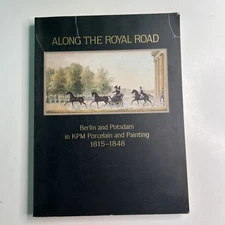 ALONG THE ROYAL ROAD
Berlin and Potsdam
in KPM Porcelain and Painting
1815-1848